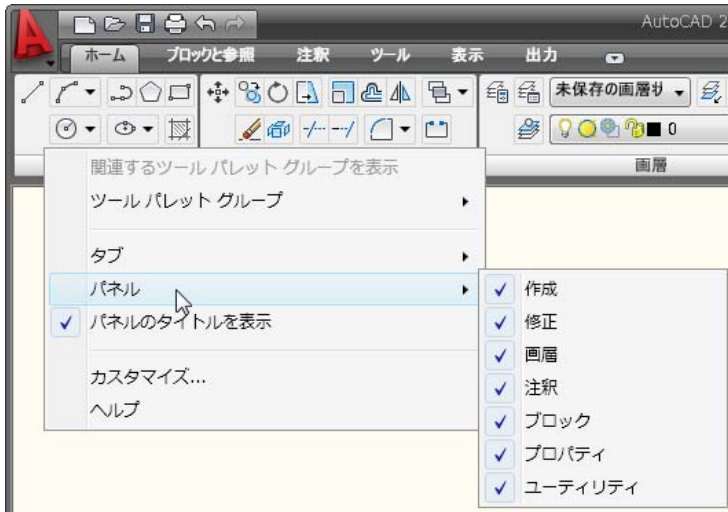 AutoCAD 2
ホーム ブロックと参照 注釈 ツール 表示 出力
未保存の画層状
0
画層
関連するツール パレット グループを表示
ツール パレット グループ
タブ
パネル
パネルのタイトルを表示
カスタマイズ...
ヘルプ
作成
修正
画層
注釈
ブロック
プロパティ
ユーティリティ